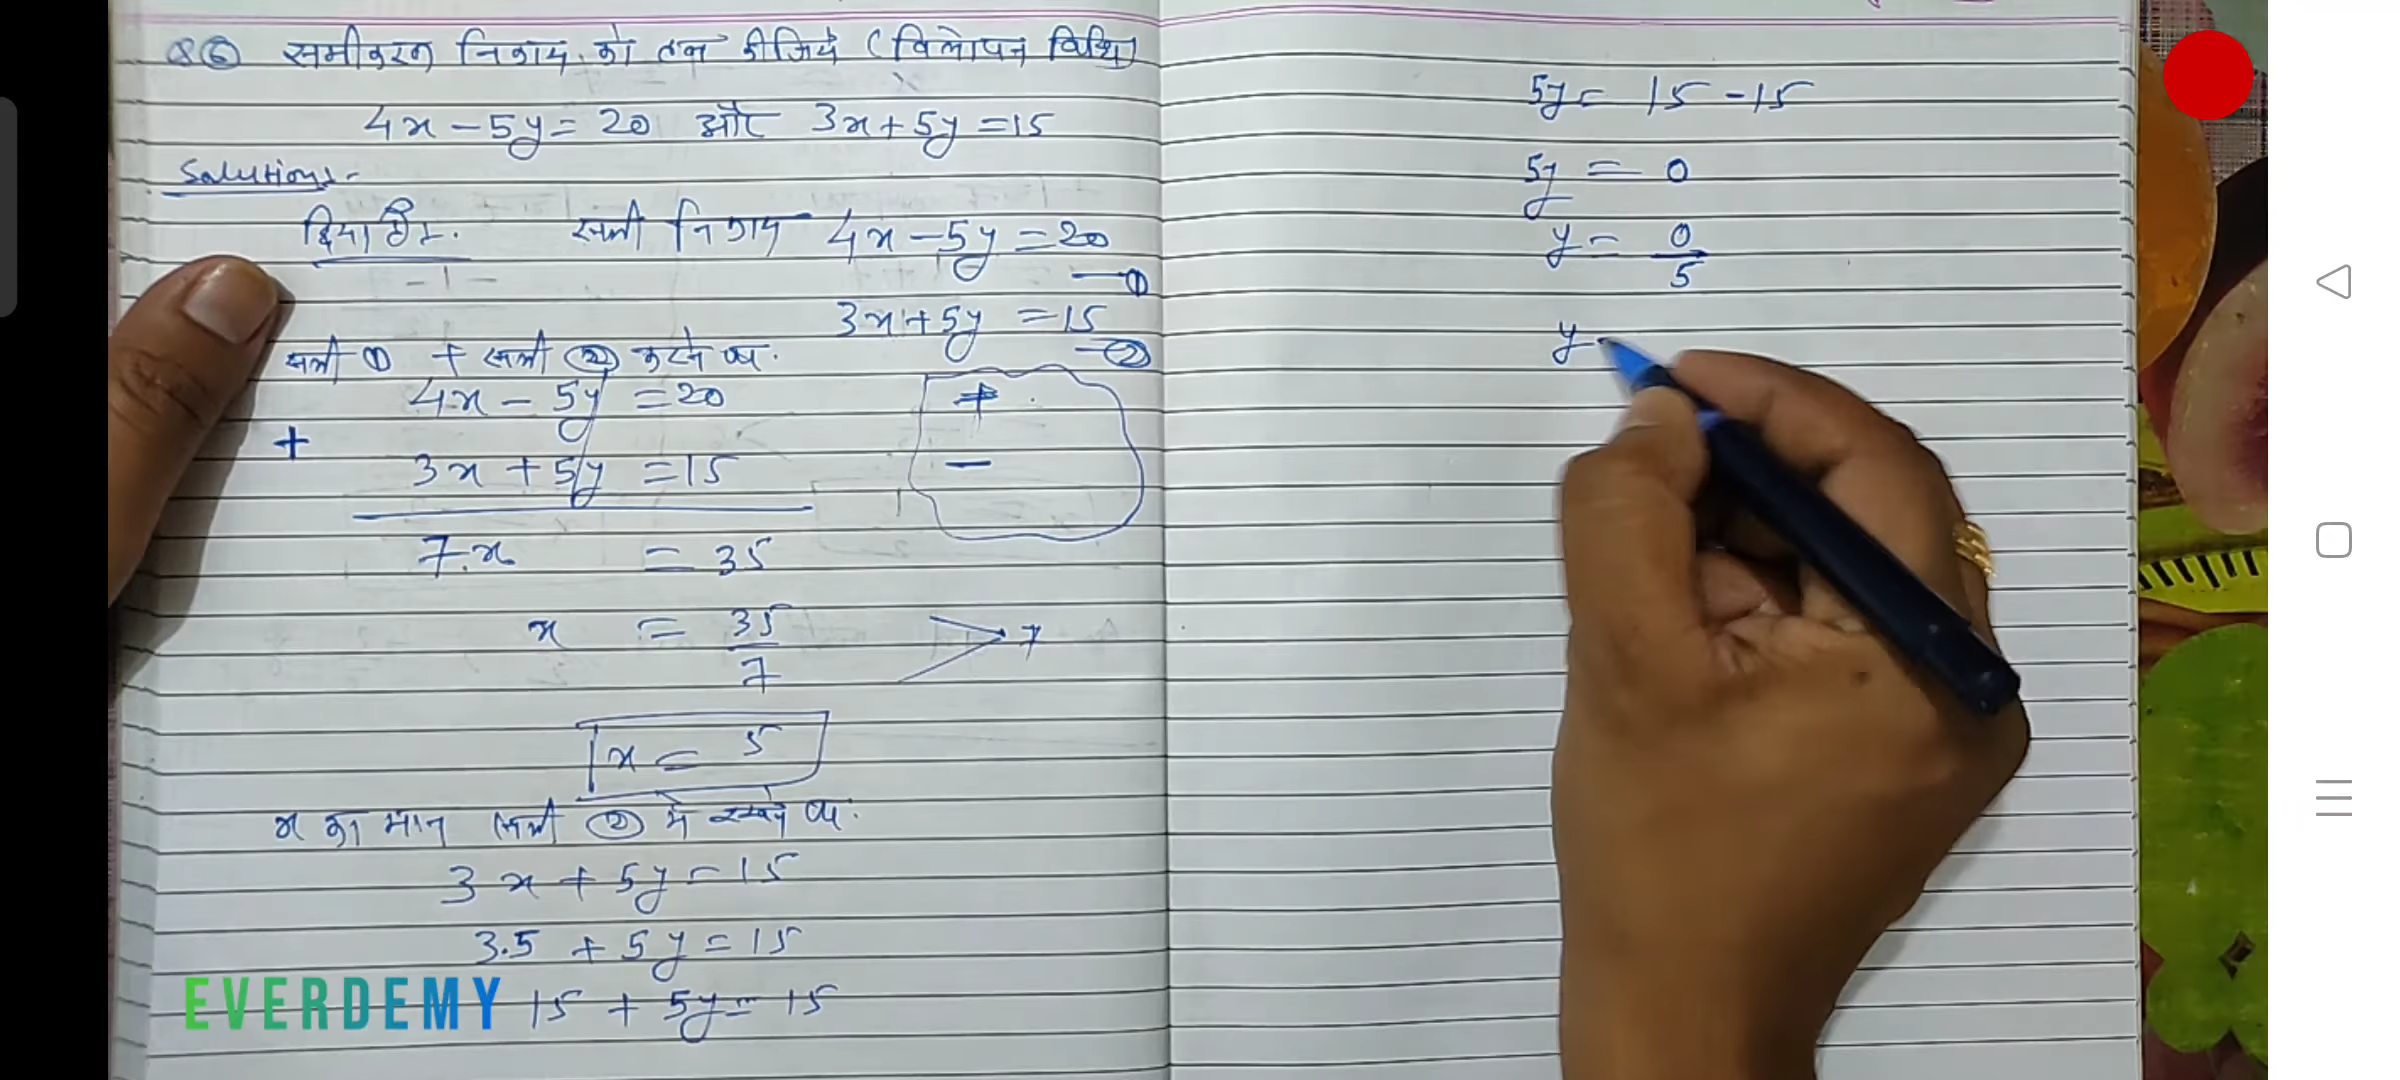 Q⑥ समीकरण निकाय को हल कीजिये (विलोपन विधि)
4x - 5y = 20 और 3x + 5y = 15
Solutions-
दिया है:- समी निकाय 4x - 5y = 20
— ①
3x + 5y = 15
— ②
समी ① + समी ② करने पर.
4x - 5y = 20
+
3x + 5y = 15
+
-
7.x = 35
x = 35/7
7
x = 5
x का मान समी ② में रखने पर.
3x + 5y = 15
3.5 + 5y = 15
15 + 5y = 15
EVERDEMY
5y = 15 - 15
5y = 0
y = 0/5
y =